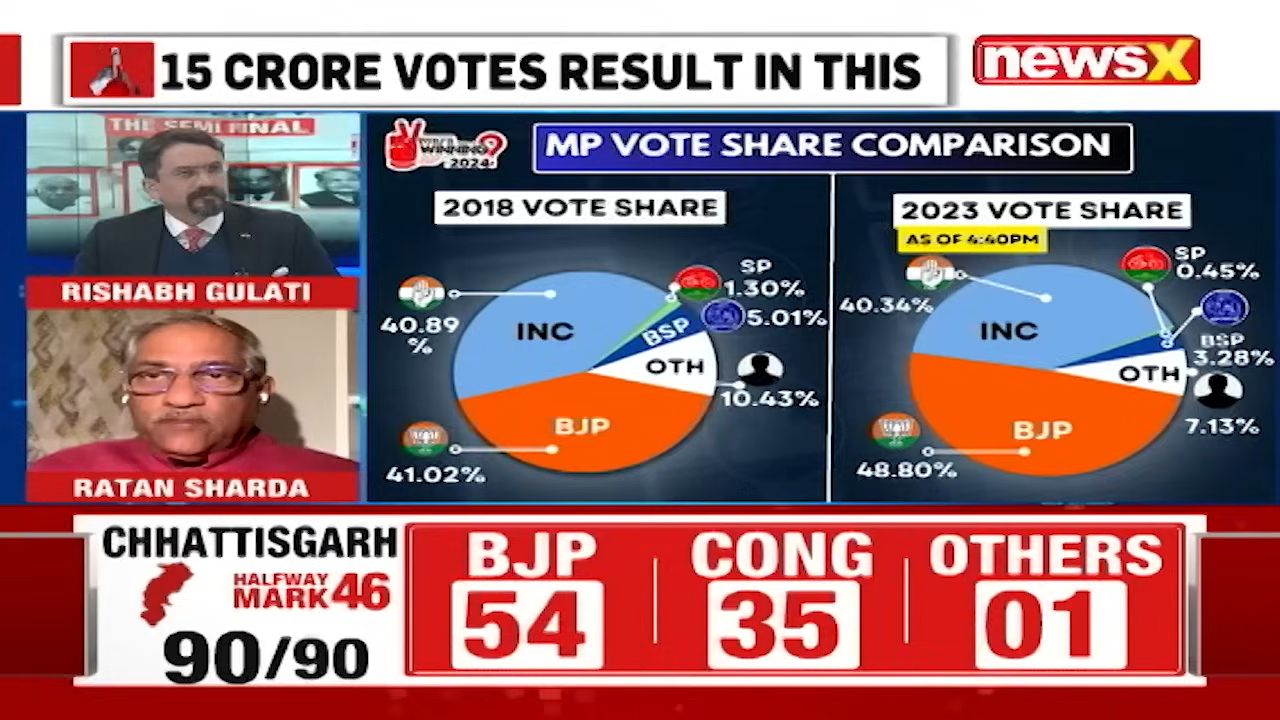 15 CRORE VOTES RESULT IN THIS
newsX
THE SEMI FINAL
WINNING
2024
MP VOTE SHARE COMPARISON
2018 VOTE SHARE
SP
1.30%
BSP
5.01%
40.89
%
INC
OTH
10.43%
BJP
41.02%
2023 VOTE SHARE
AS OF 4:40PM
SP
0.45%
40.34%
INC
BSP
3.28%
OTH
7.13%
BJP
48.80%
RISHABH GULATI
RATAN SHARDA
CHHATTISGARH
HALFWAY
MARK 46
90/90
BJP
54
CONG
35
OTHERS
01